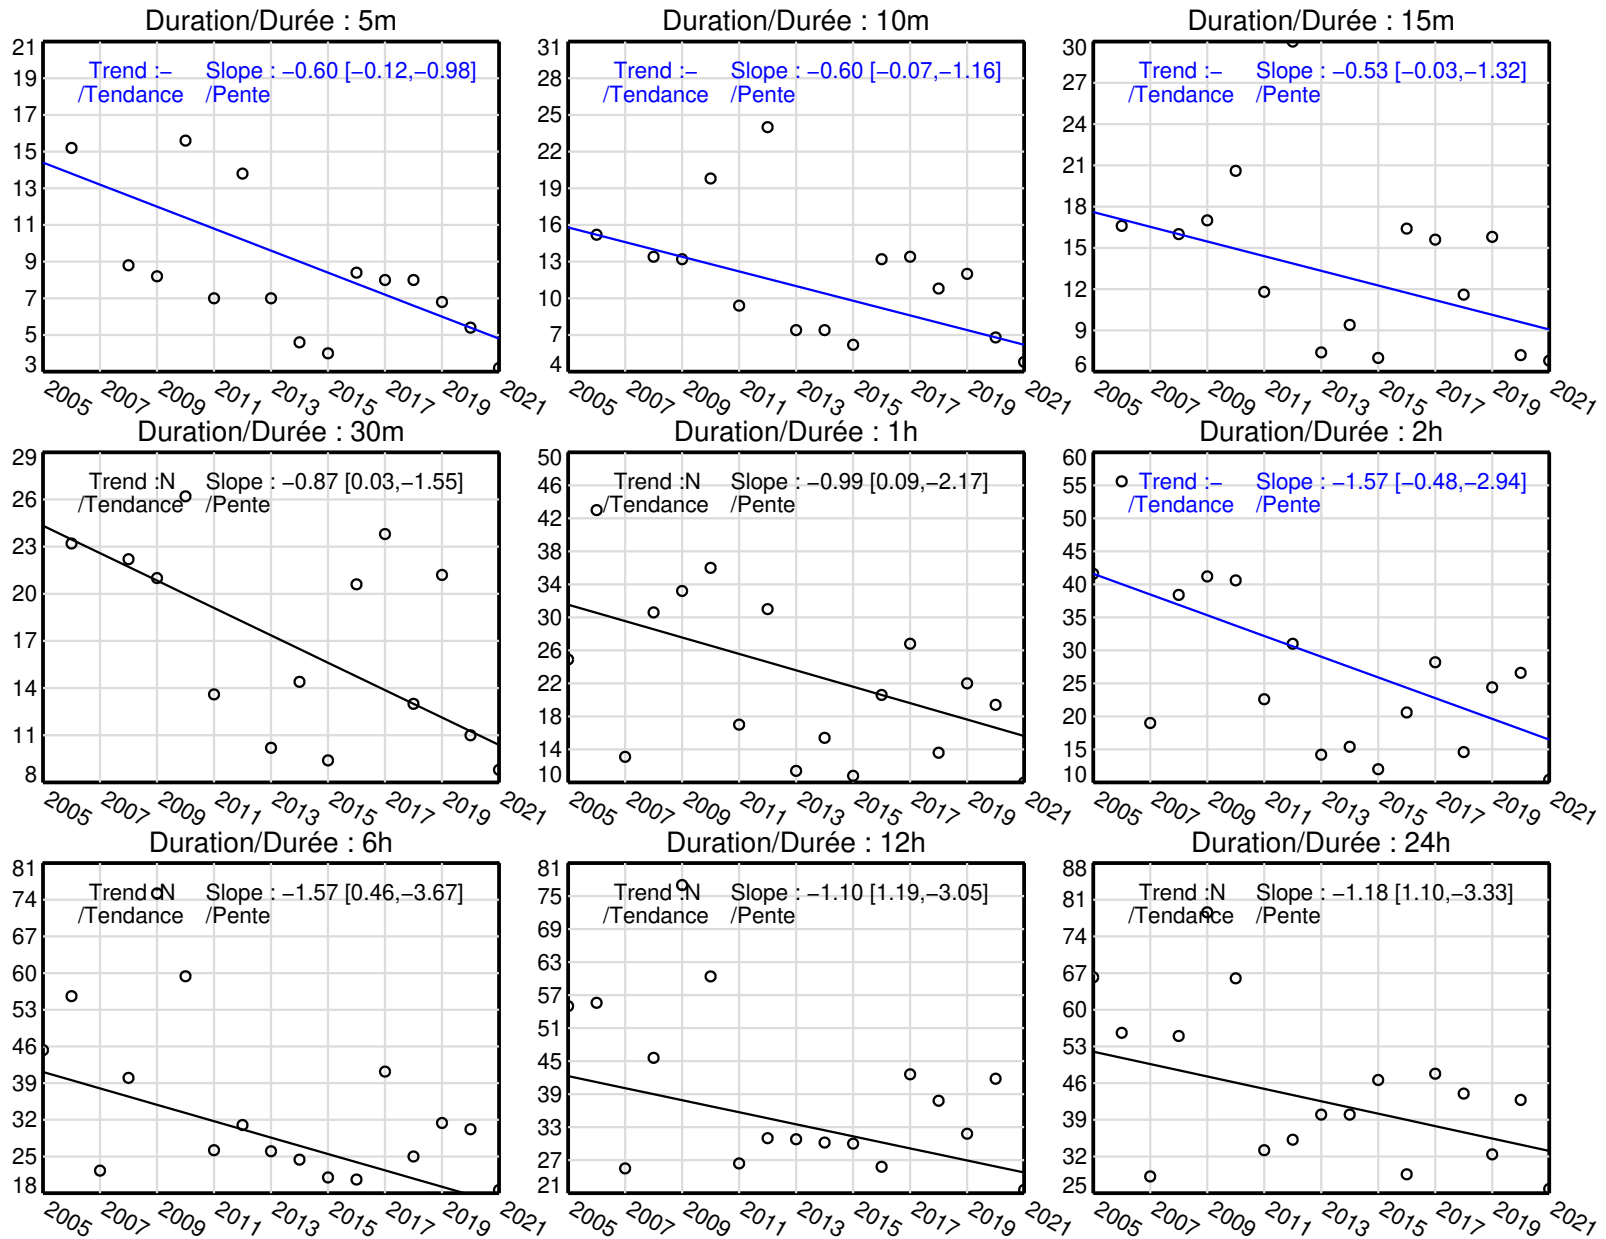 Duration/Durée : 5m
21
19
17
15
13
11
9
7
5
3
Trend :− Slope : −0.60 [−0.12,−0.98]
/Tendance /Pente
2005 2007 2009 2011 2013 2015 2017 2019 2021
Duration/Durée : 10m
31
28
25
22
19
16
13
10
7
4
Trend :− Slope : −0.60 [−0.07,−1.16]
/Tendance /Pente
2005 2007 2009 2011 2013 2015 2017 2019 2021
Duration/Durée : 15m
30
27
24
21
18
15
12
9
6
Trend :− Slope : −0.53 [−0.03,−1.32]
/Tendance /Pente
2005 2007 2009 2011 2013 2015 2017 2019 2021
Duration/Durée : 30m
29
26
23
20
17
14
11
8
Trend :N Slope : −0.87 [0.03,−1.55]
/Tendance /Pente
2005 2007 2009 2011 2013 2015 2017 2019 2021
Duration/Durée : 1h
50
46
42
38
34
30
26
22
18
14
10
Trend :N Slope : −0.99 [0.09,−2.17]
/Tendance /Pente
2005 2007 2009 2011 2013 2015 2017 2019 2021
Duration/Durée : 2h
60
55
50
45
40
35
30
25
20
15
10
Trend :− Slope : −1.57 [−0.48,−2.94]
/Tendance /Pente
2005 2007 2009 2011 2013 2015 2017 2019 2021
Duration/Durée : 6h
81
74
67
60
53
46
39
32
25
18
Trend :N Slope : −1.57 [0.46,−3.67]
/Tendance /Pente
2005 2007 2009 2011 2013 2015 2017 2019 2021
Duration/Durée : 12h
81
75
69
63
57
51
45
39
33
27
21
Trend :N Slope : −1.10 [1.19,−3.05]
/Tendance /Pente
2005 2007 2009 2011 2013 2015 2017 2019 2021
Duration/Durée : 24h
88
81
74
67
60
53
46
39
32
25
Trend :N Slope : −1.18 [1.10,−3.33]
/Tendance /Pente
2005 2007 2009 2011 2013 2015 2017 2019 2021